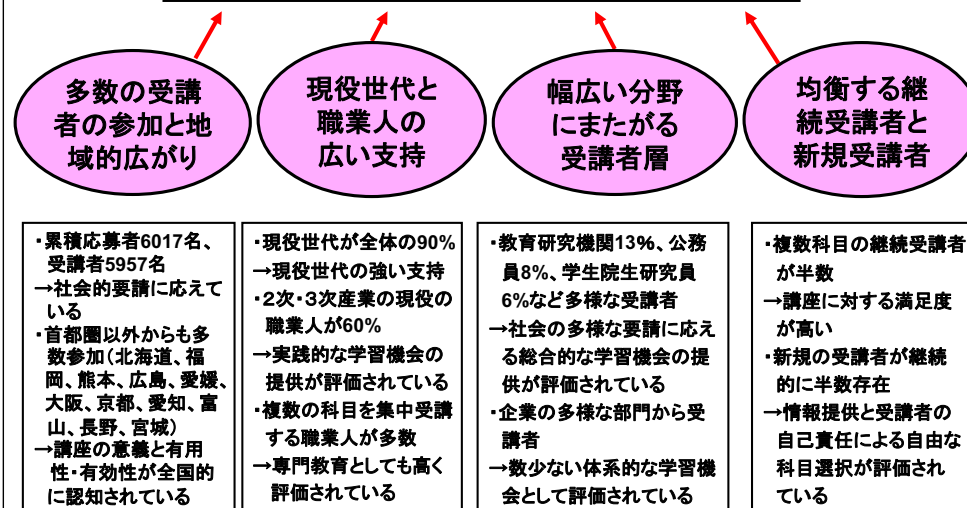 多数の受講
者の参加と地
域的広がり
現役世代と
職業人の
広い支持
幅広い分野
にまたがる
受講者層
均衡する継
続受講者と
新規受講者
・累積応募者6017名、
受講者5957名
→社会的要請に応えて
いる
・首都圏以外からも多
数参加（北海道、福
岡、熊本、広島、愛媛、
大阪、京都、愛知、富
山、長野、宮城）
→講座の意義と有用
性・有効性が全国的
に認知されている
・現役世代が全体の90%
→現役世代の強い支持
・２次・３次産業の現役の
職業人が60%
→実践的な学習機会の
提供が評価されている
・複数の科目を集中受講
する職業人が多数
→専門教育としても高く
評価されている
・教育研究機関13%、公務
員8%、学生院生研究員
6%など多様な受講者
→社会の多様な要請に応え
る総合的な学習機会の提
供が評価されている
・企業の多様な部門から受
講者
→数少ない体系的な学習機
会として評価されている
・複数科目の継続受講者
が半数
→講座に対する満足度
が高い
・新規の受講者が継続
的に半数存在
→情報提供と受講者の
自己責任による自由な
科目選択が評価され
ている